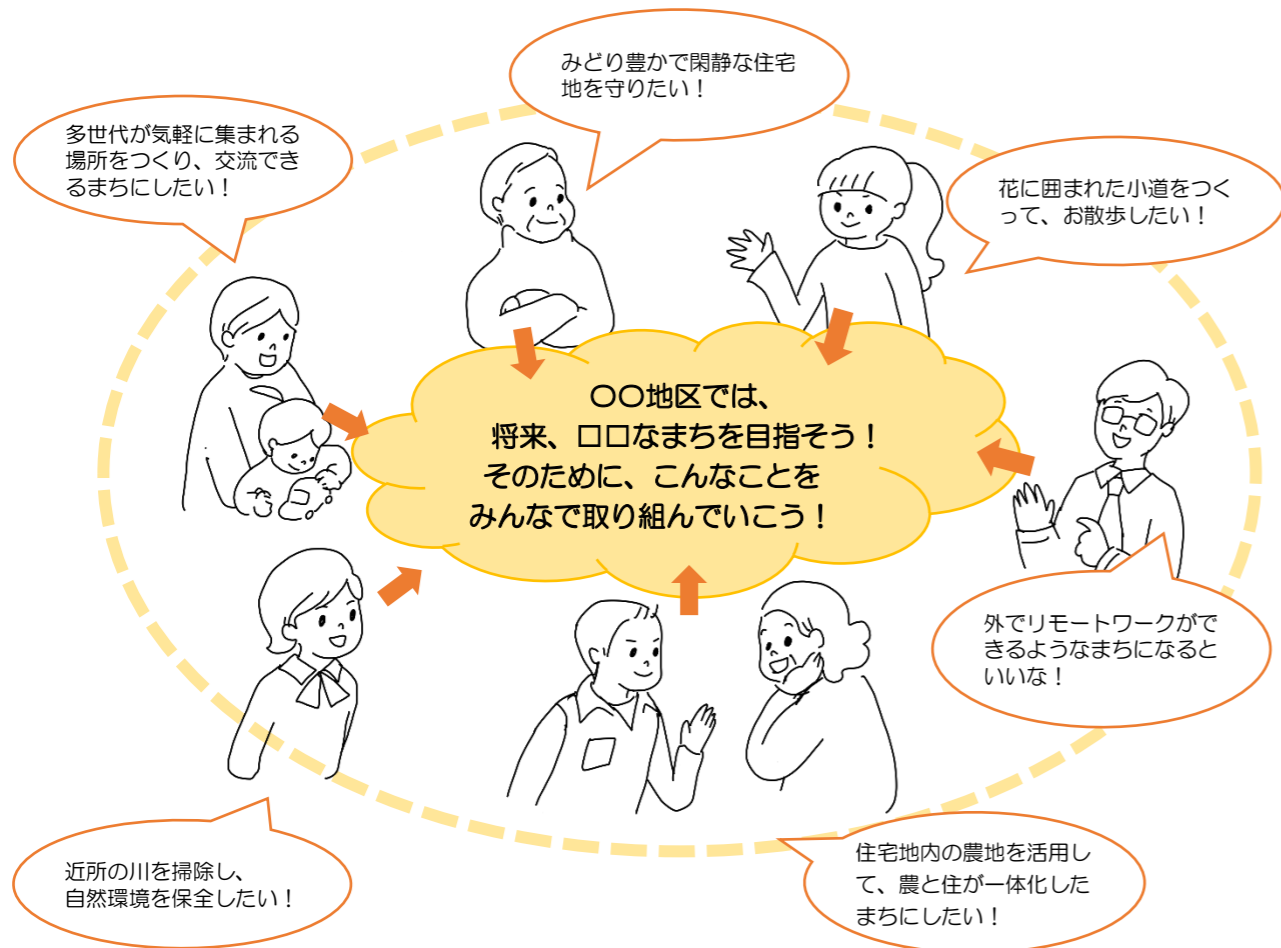 みどり豊かで閑静な住宅
地を守りたい！
多世代が気軽に集まれる
場所をつくり、交流でき
るまちにしたい！
花に囲まれた小道をつく
って、お散歩したい！
〇〇地区では、
将来、□□なまちを目指そう！
そのために、こんなことを
みんなで取り組んでいこう！
外でリモートワークがで
きるようなまちになると
いいな！
近所の川を掃除し、
自然環境を保全したい！
住宅地内の農地を活用し
て、農と住が一体化した
まちにしたい！